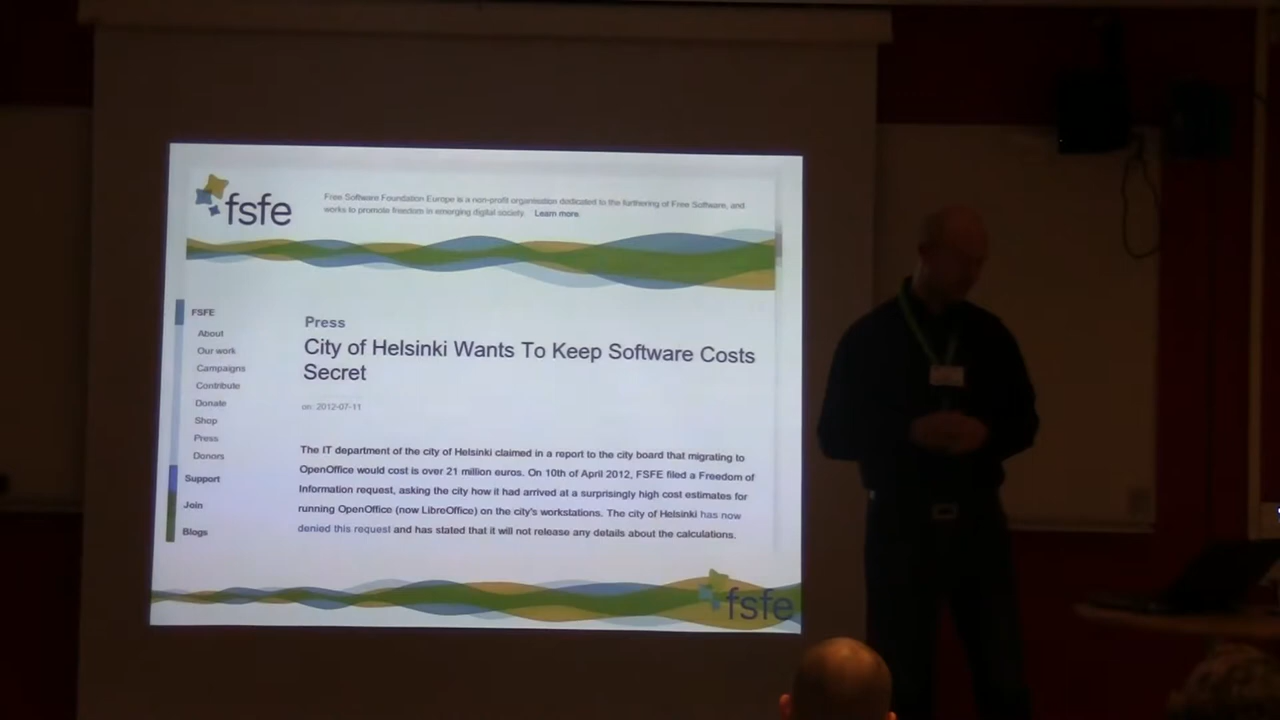 fsfe
Free Software Foundation Europe is a non-profit organisation dedicated to the furthering of Free Software, and
works to promote freedom in emerging digital society. Learn more
FSFE
About
Our work
Campaigns
Contribute
Donate
Shop
Press
Donors
Support
Join
Blogs
Press
City of Helsinki Wants To Keep Software Costs
Secret
on: 2012-07-11
The IT department of the city of Helsinki claimed in a report to the city board that migrating to
OpenOffice would cost is over 21 million euros. On 10th of April 2012, FSFE filed a Freedom of
Information request, asking the city how it had arrived at a surprisingly high cost estimates for
running OpenOffice (now LibreOffice) on the city's workstations. The city of Helsinki has now
denied this request and has stated that it will not release any details about the calculations.
fsfe